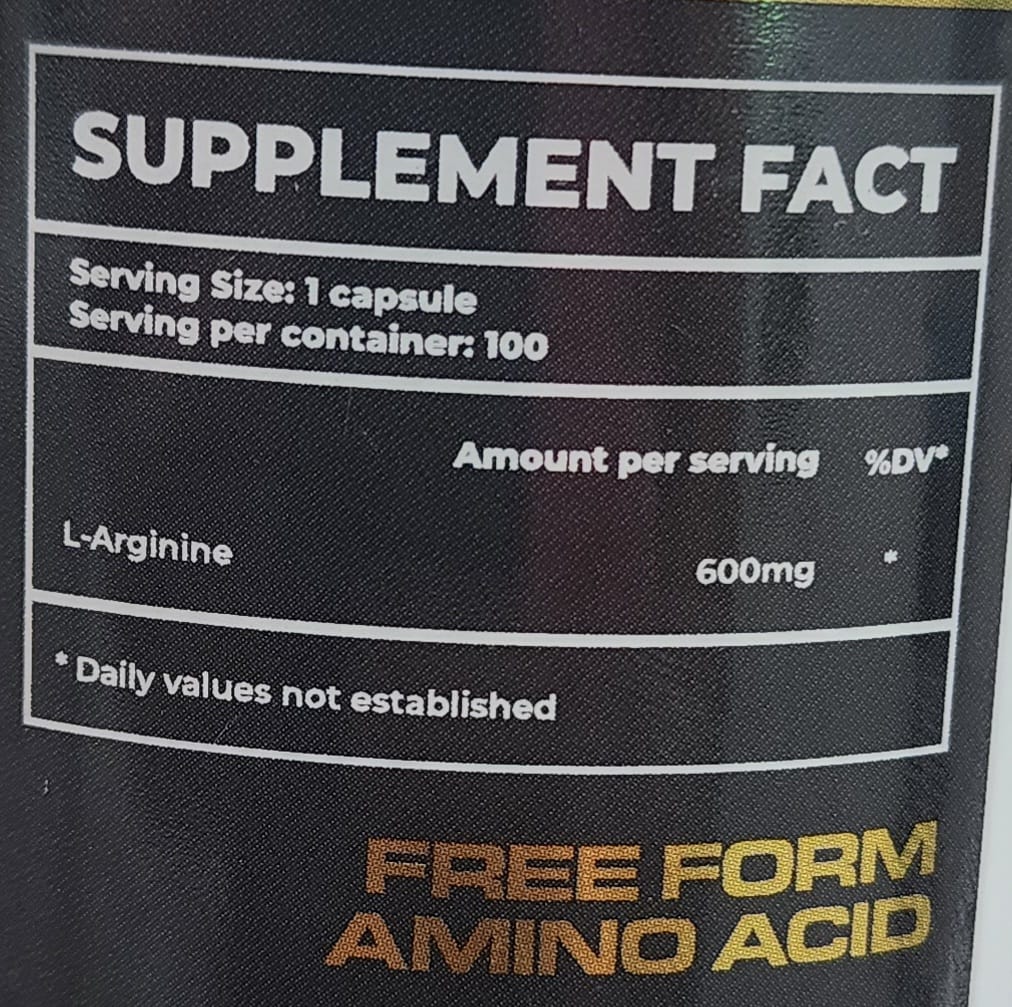 SUPPLEMENT FACT
Serving Size: 1 capsule
Serving per container: 100
Amount per serving %DV*
L-Arginine 600mg *
* Daily values not established
FREE FORM
AMINO ACID